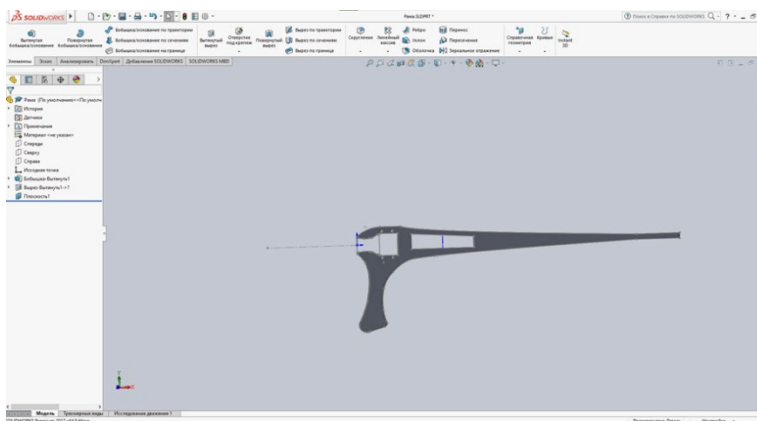 SOLIDWORKS
Рама.SLDPRT *
Поиск в Справке по SOLIDWORKS
Вытянутая бобышка/основание
Повернутая бобышка/основание
Бобышка/основание по траектории
Бобышка/основание по сечениям
Бобышка/основание на границе
Вытянутый вырез
Отверстие под крепеж
Повернутый вырез
Вырез по траектории
Вырез по сечениям
Вырез по границе
Скругление
Линейный массив
Ребро
Уклон
Оболочка
Перенос
Пересечение
Зеркальное отражение
Справочная геометрия
Кривые
Instant 3D
Элементы
Эскиз
Анализировать
DimXpert
Добавления SOLIDWORKS
SOLIDWORKS MBD
Рама (По умолчанию<<По умолч
История
Датчики
Примечания
Материал <не указан>
Спереди
Сверху
Справа
Исходная точка
Бобышка-Вытянуть1
Вырез-Вытянуть1
Плоскость1
Модель
Трехмерные виды
Исследование движения 1